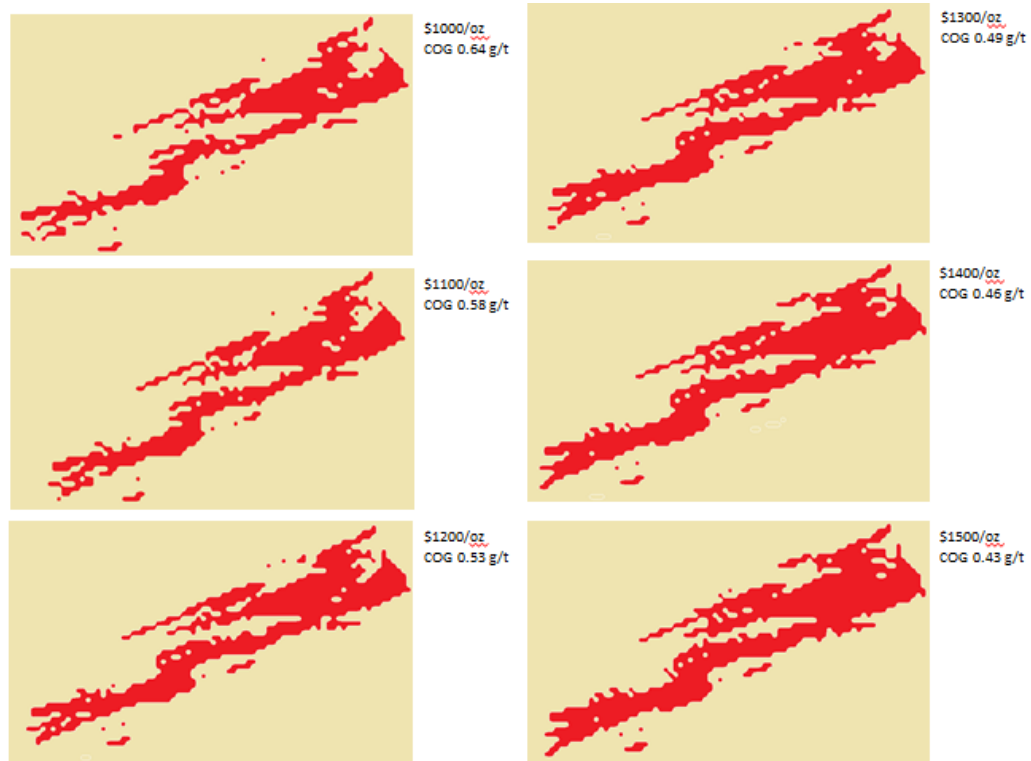 $1000/oz
COG 0.64 g/t
$1300/oz
COG 0.49 g/t
$1100/oz
COG 0.58 g/t
$1400/oz
COG 0.46 g/t
$1200/oz
COG 0.53 g/t
$1500/oz
COG 0.43 g/t